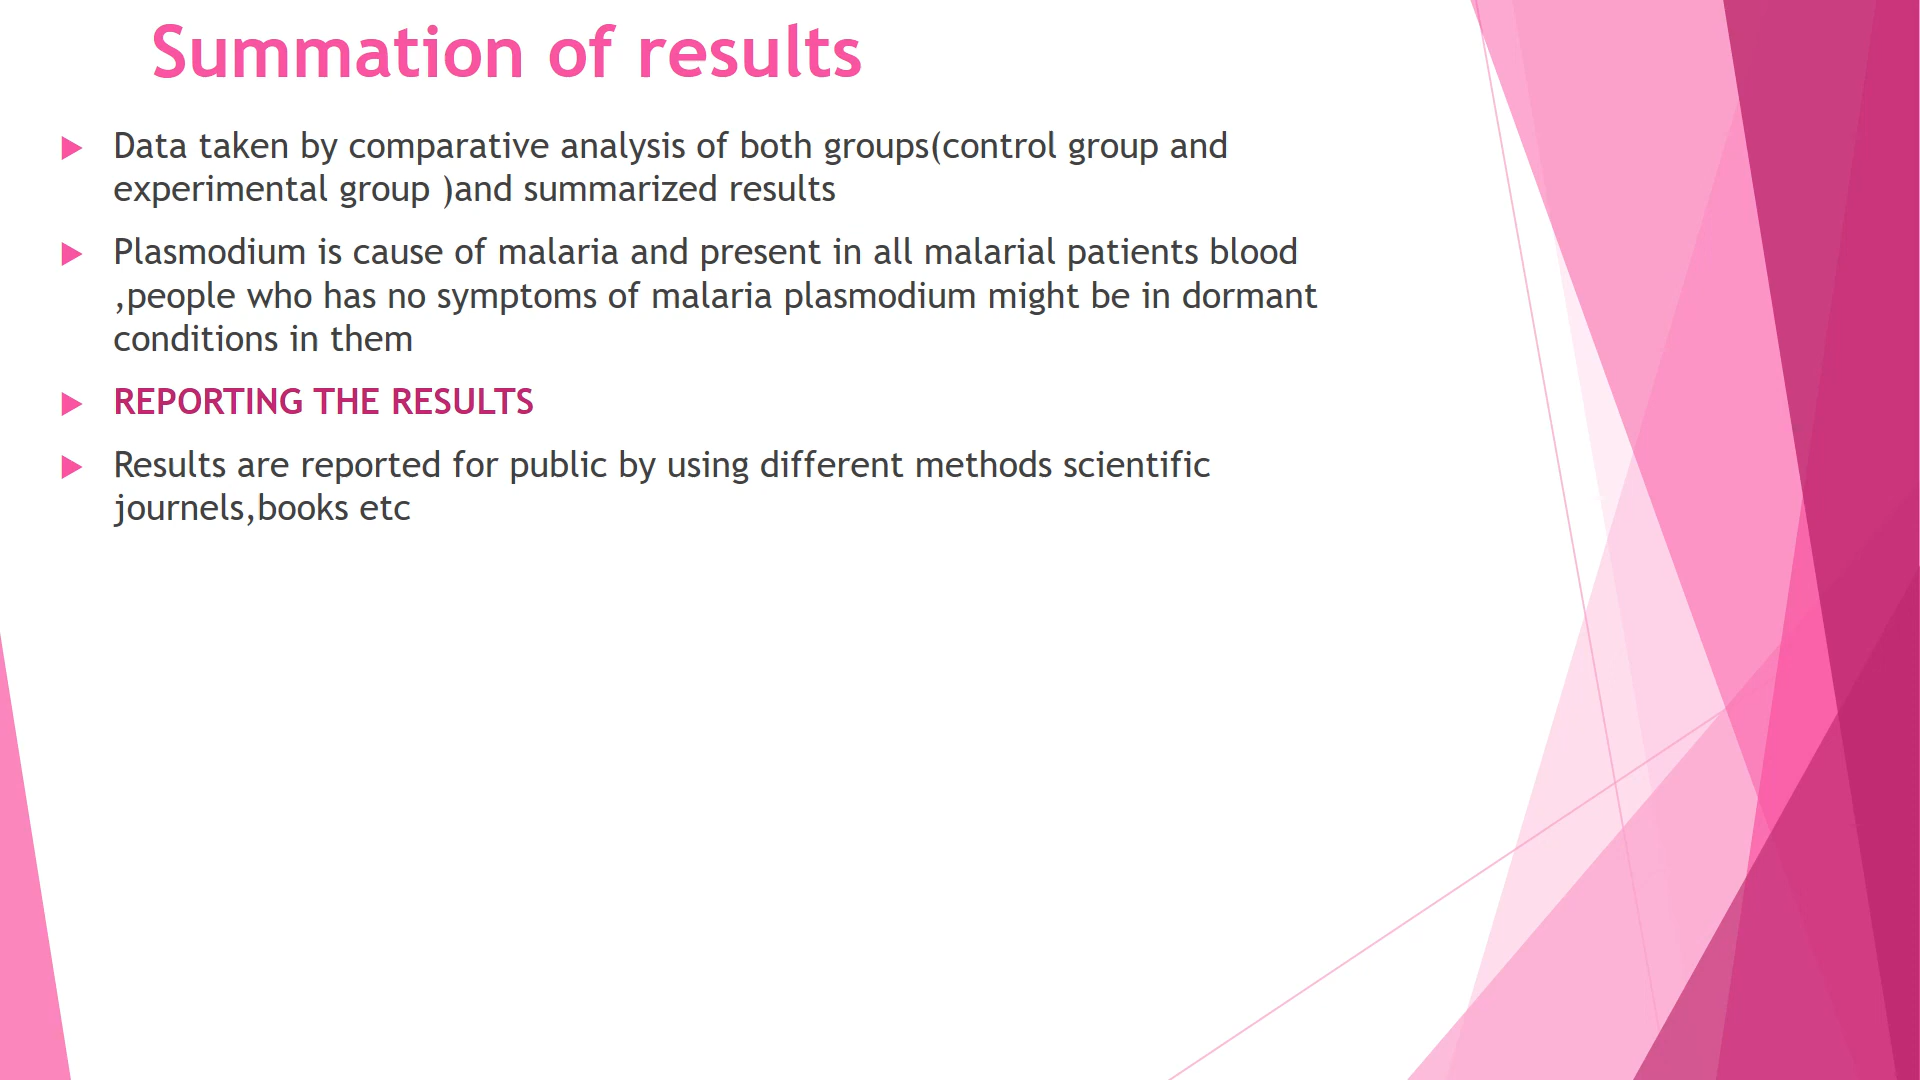 Summation of results
Data taken by comparative analysis of both groups(control group and
experimental group )and summarized results
Plasmodium is cause of malaria and present in all malarial patients blood
,people who has no symptoms of malaria plasmodium might be in dormant
conditions in them
REPORTING THE RESULTS
Results are reported for public by using different methods scientific
journels,books etc